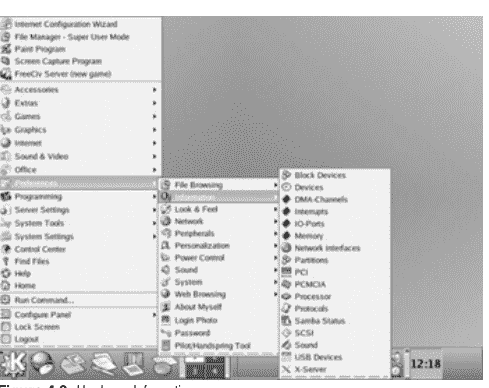 Internet Configuration Wizard
File Manager - Super User Mode
Paint Program
Screen Capture Program
FreeCiv Server (new game)
Accessories
Extras
Games
Graphics
Internet
Sound & Video
Office
Preferences
Programming
Server Settings
System Tools
System Settings
Control Center
Find Files
Help
Home
Run Command...
Configure Panel
Lock Screen
Logout
File Browsing
Information
Look & Feel
Network
Peripherals
Personalization
Power Control
Sound
System
Web Browsing
About Myself
Login Photo
Password
Pilot/Handspring Tool
Block Devices
Devices
DMA-Channels
Interrupts
IO-Ports
Memory
Network Interfaces
Partitions
PCI
PCMCIA
Processor
Protocols
Samba Status
SCSI
Sound
USB Devices
X-Server
12:18